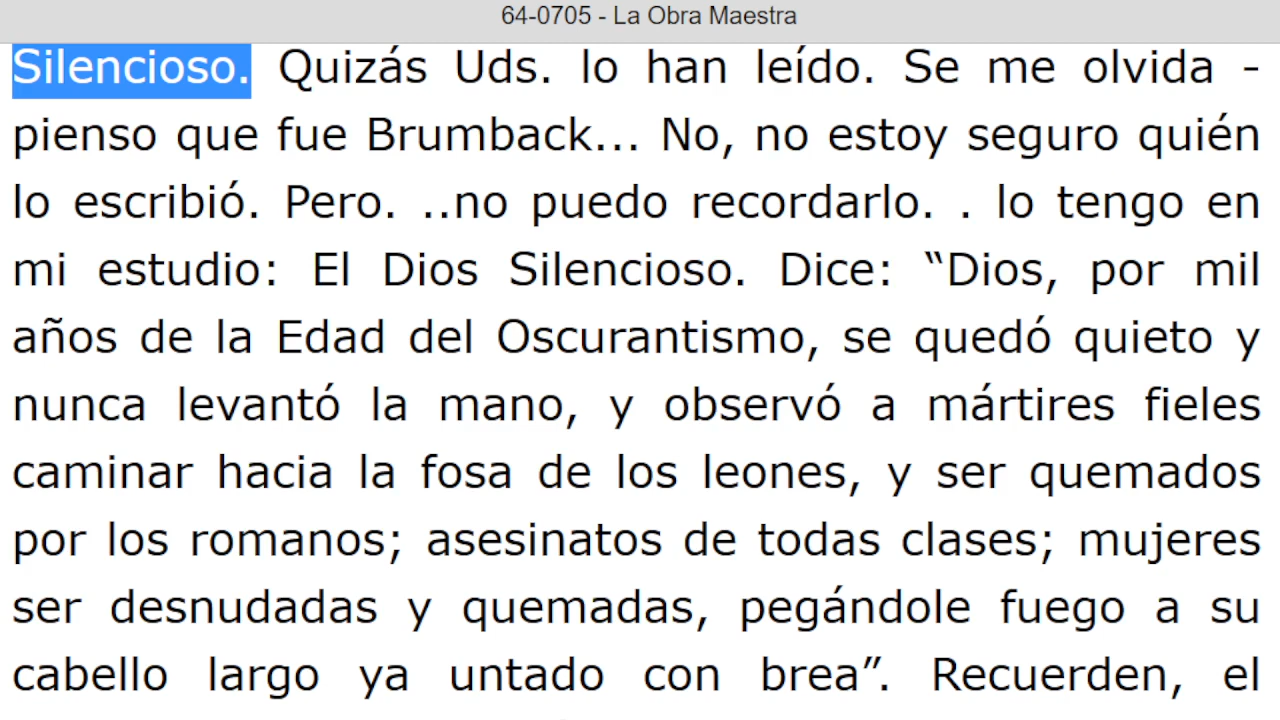 64-0705 - La Obra Maestra
Silencioso. Quizás Uds. lo han leído. Se me olvida -
pienso que fue Brumback... No, no estoy seguro quién
lo escribió. Pero. ..no puedo recordarlo. . lo tengo en
mi estudio: El Dios Silencioso. Dice: “Dios, por mil
años de la Edad del Oscurantismo, se quedó quieto y
nunca levantó la mano, y observó a mártires fieles
caminar hacia la fosa de los leones, y ser quemados
por los romanos; asesinatos de todas clases; mujeres
ser desnudadas y quemadas, pegándole fuego a su
cabello largo ya untado con brea”. Recuerden, el